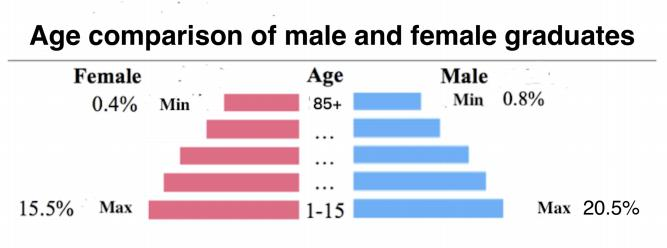 Age comparison of male and female graduates
Female Age Male
0.4% Min 85+ Min 0.8%
...
...
...
15.5% Max 1-15 Max 20.5%